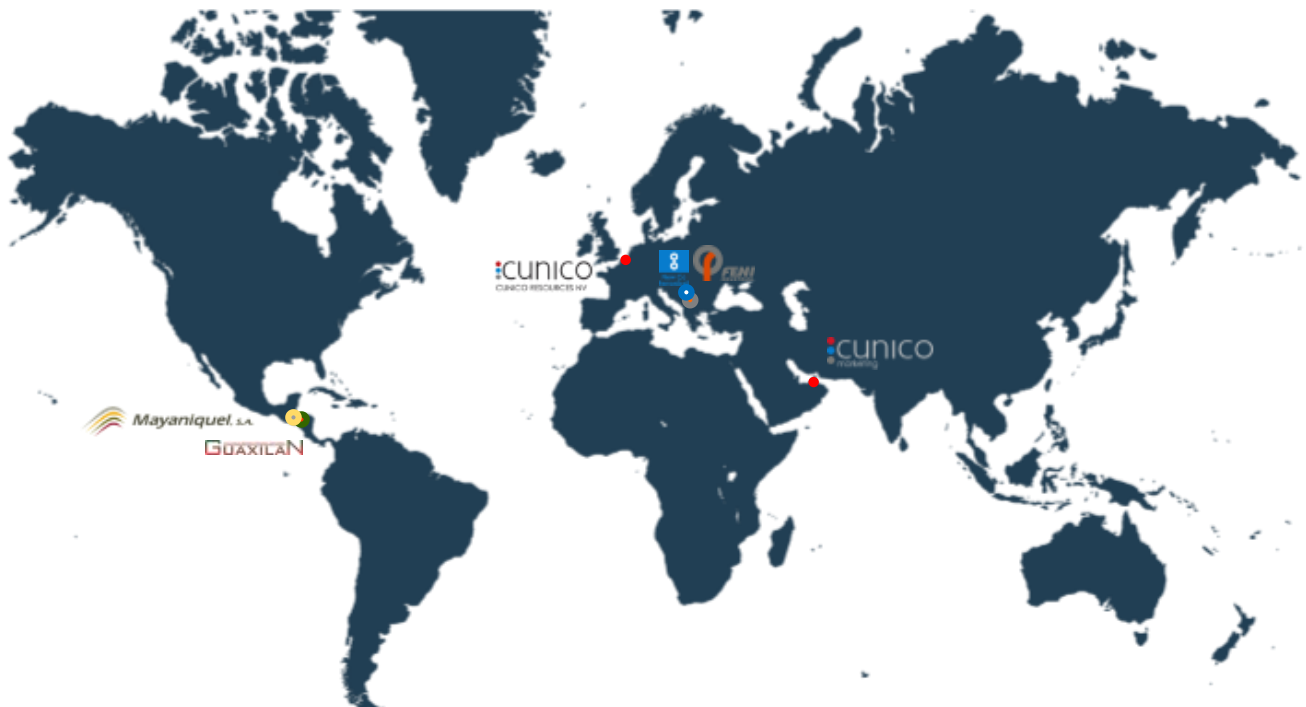 cunico
CUNICO RESOURCES NV
FENI
cunico
marketing
Mayaniquel, S.A.
GUAXILAN